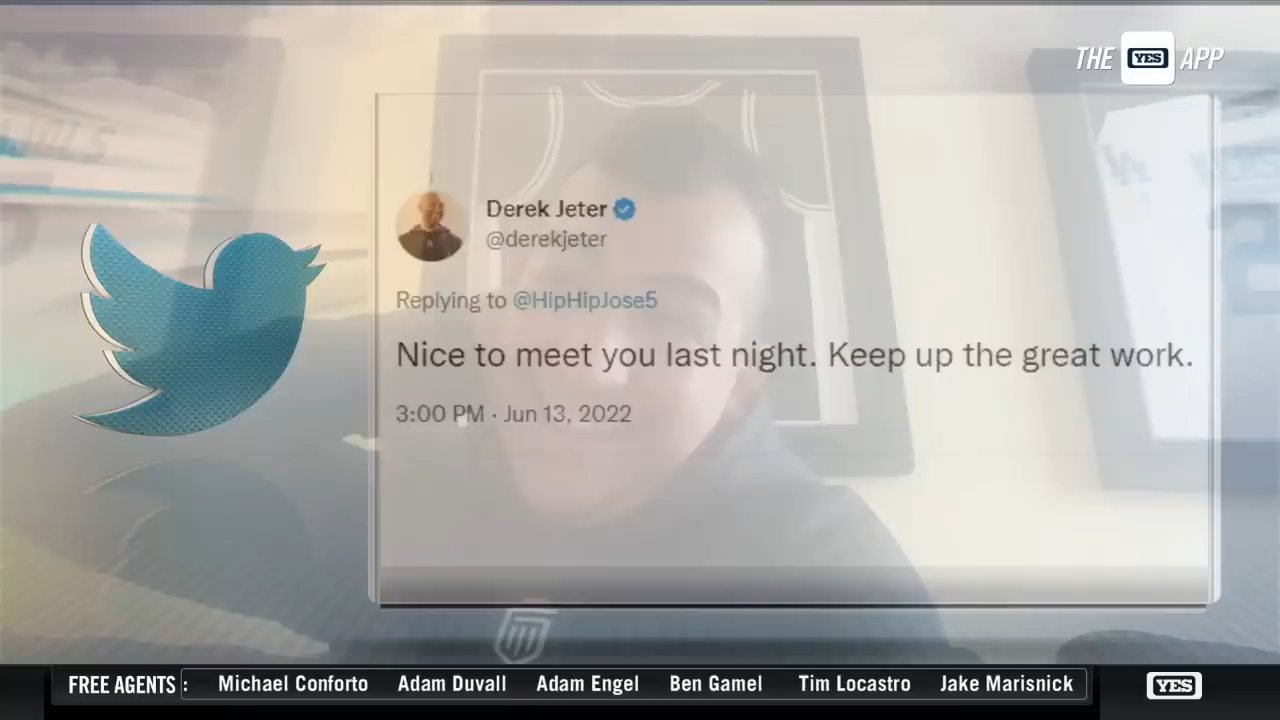 THE YES APP
Derek Jeter
@derekjeter
Replying to @HipHipJose5
Nice to meet you last night. Keep up the great work.
3:00 PM · Jun 13, 2022
FREE AGENTS : Michael Conforto Adam Duvall Adam Engel Ben Gamel Tim Locastro Jake Marisnick
YES